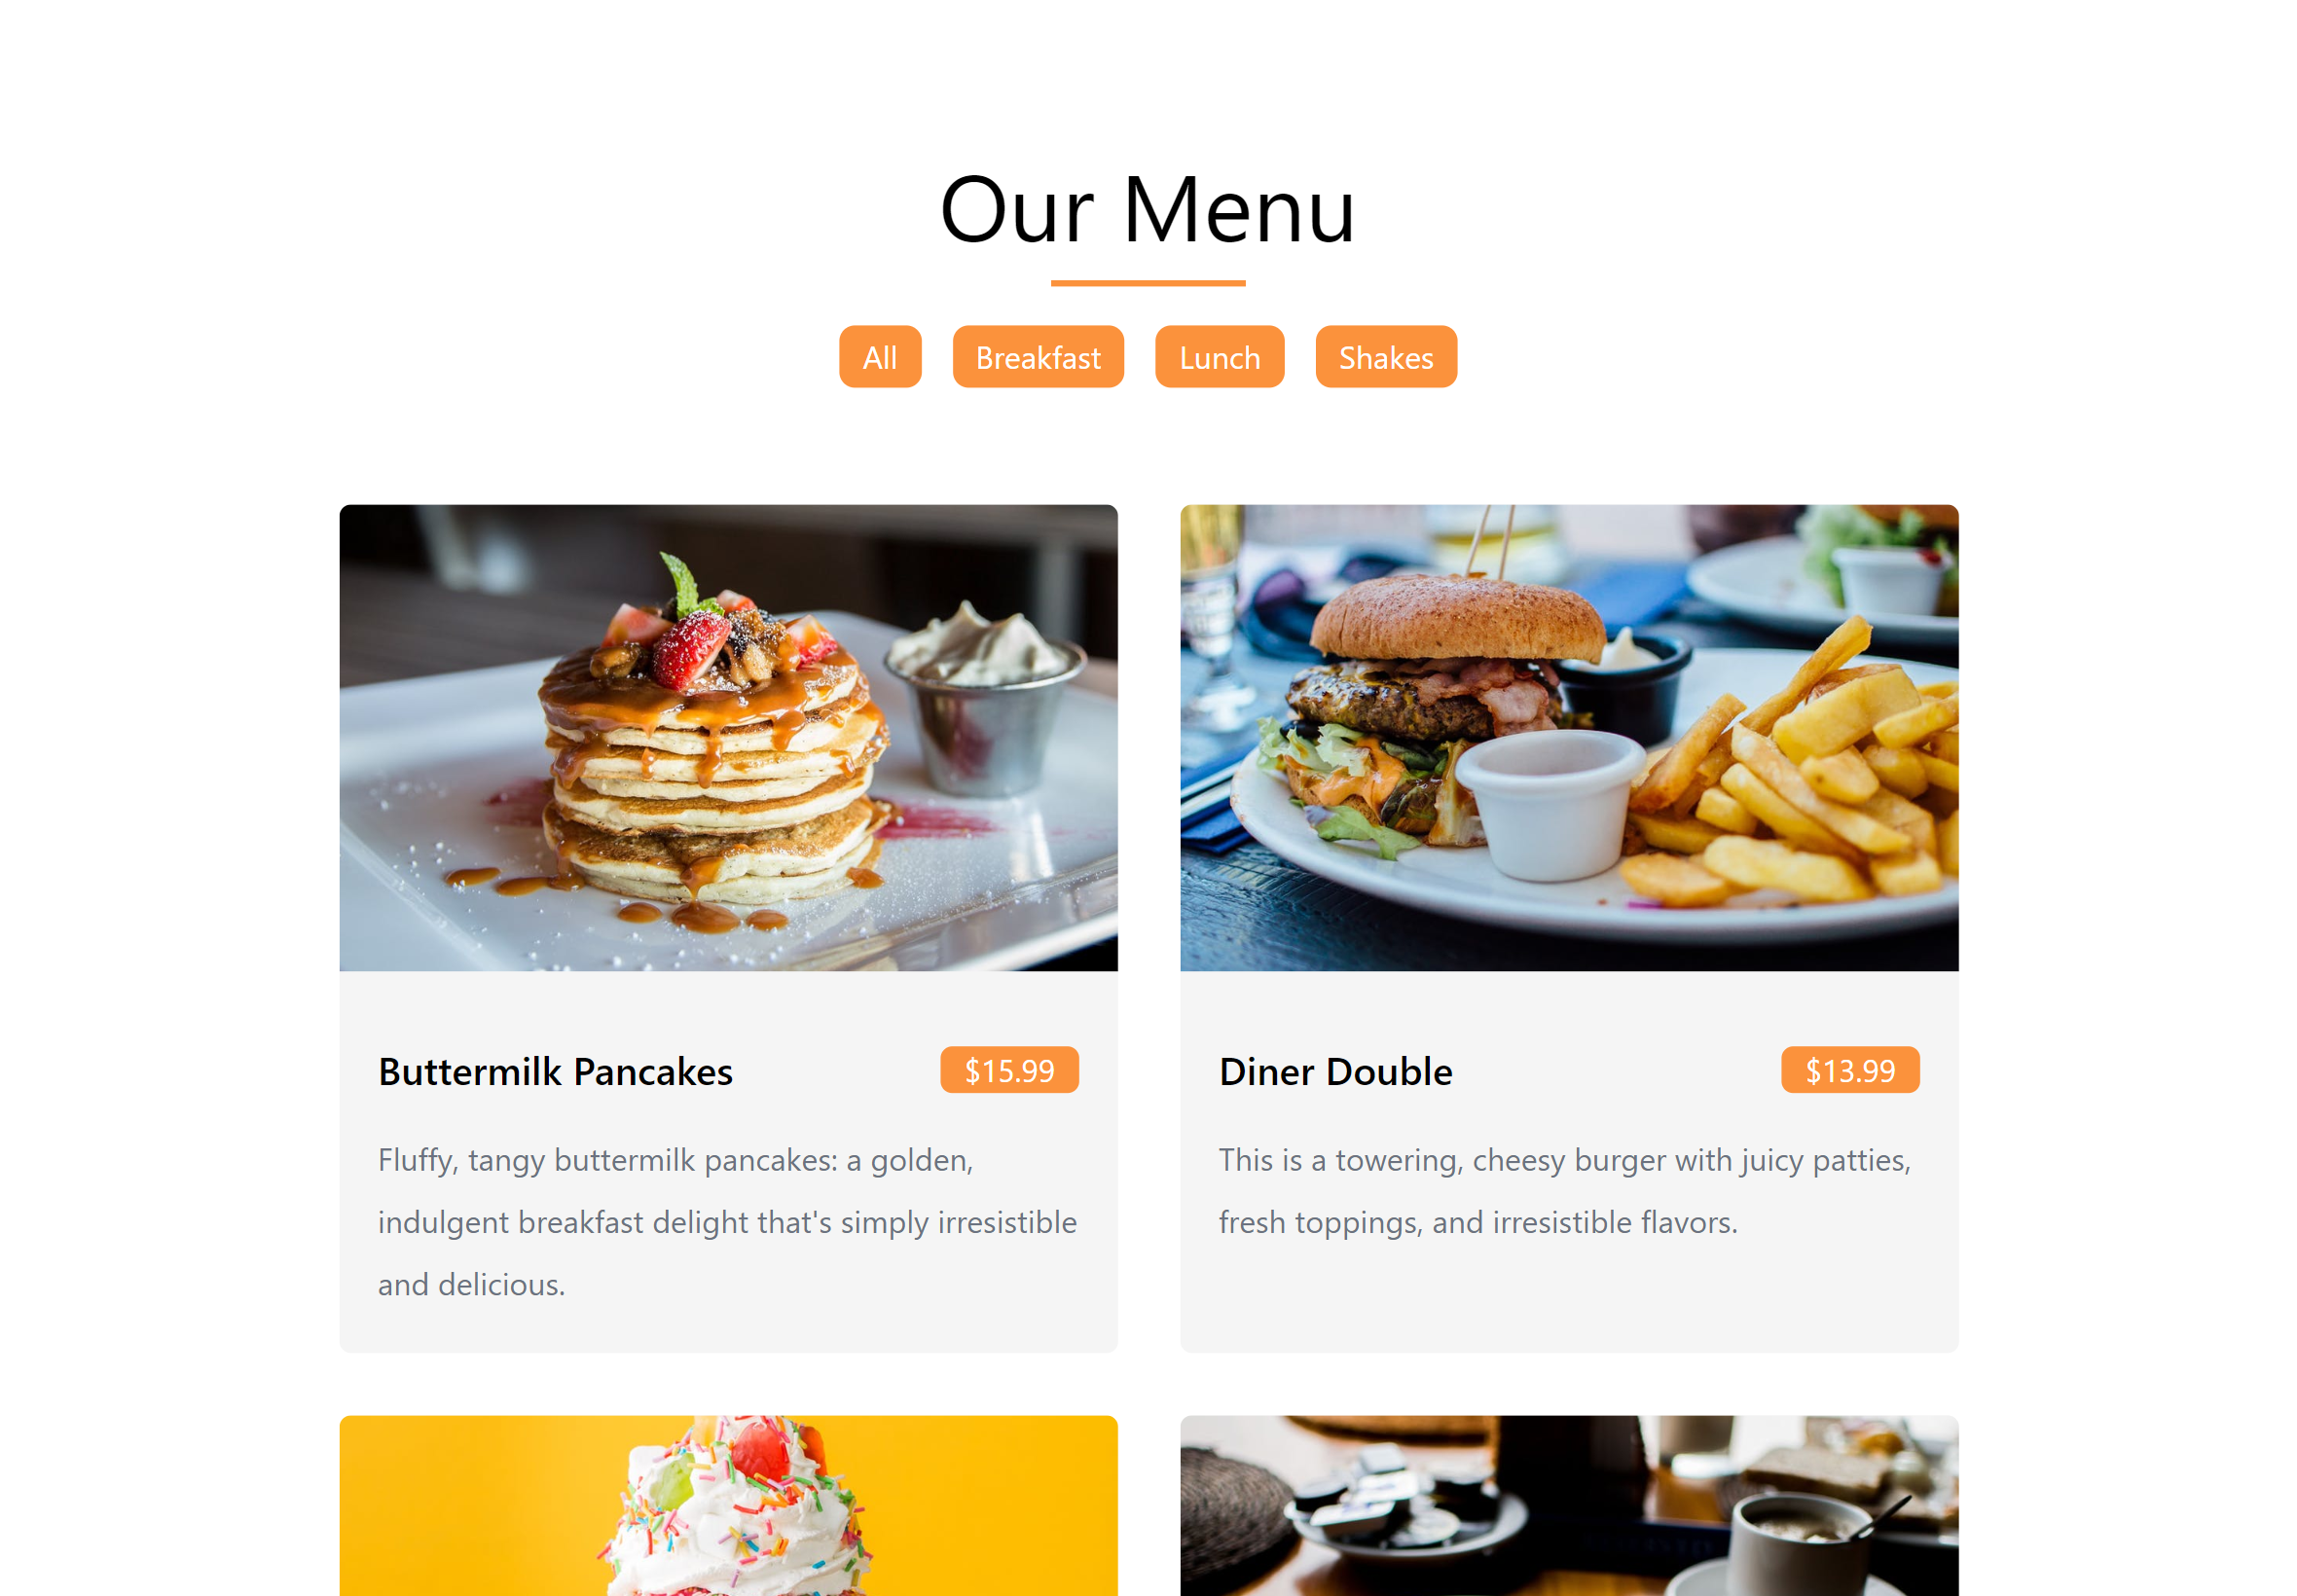 Our Menu
All Breakfast Lunch Shakes
Buttermilk Pancakes $15.99
Fluffy, tangy buttermilk pancakes: a golden,
indulgent breakfast delight that's simply irresistible
and delicious.
Diner Double $13.99
This is a towering, cheesy burger with juicy patties,
fresh toppings, and irresistible flavors.